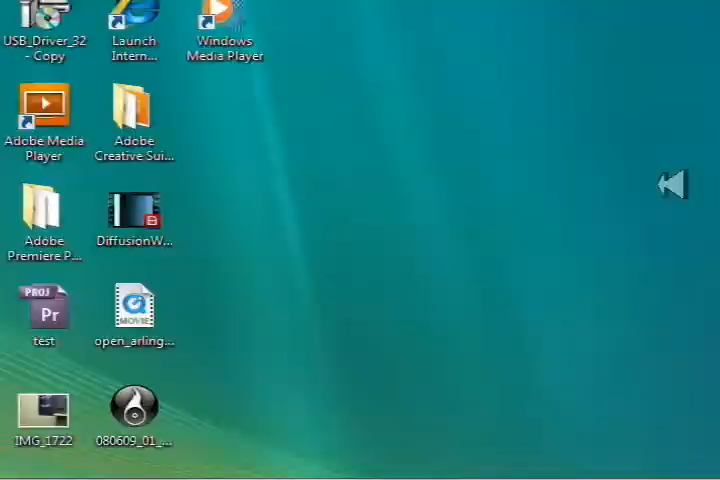 USB_Driver_32
- Copy
Launch
Intern...
Windows
Media Player
Adobe Media
Player
Adobe
Creative Sui...
Adobe
Premiere P...
DiffusionW...
PROJ
Pr
test
MOVIE
open_arling...
IMG_1722
080609_01_...